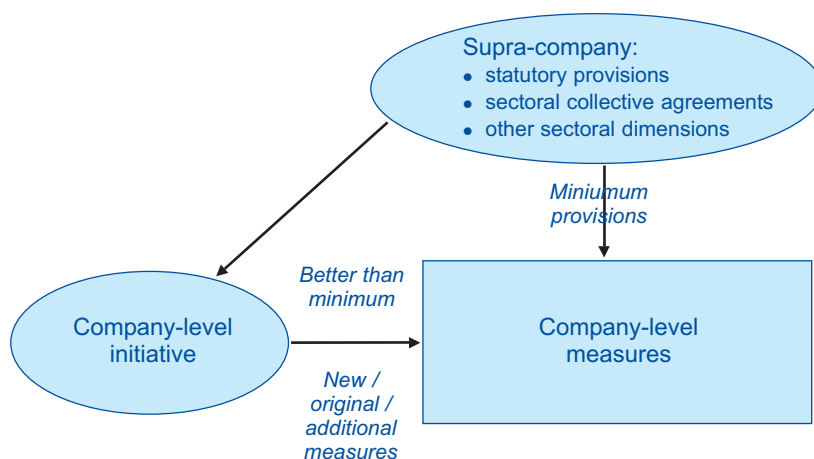 Supra-company:
• statutory provisions
• sectoral collective agreements
• other sectoral dimensions
Miniumum
provisions
Better than
minimum
Company-level
initiative
Company-level
measures
New /
original /
additional
measures